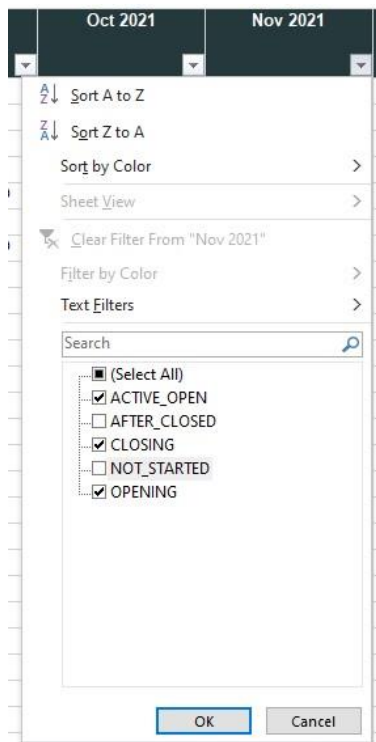 Oct 2021 Nov 2021
Sort A to Z
Sort Z to A
Sort by Color
Sheet View
Clear Filter From "Nov 2021"
Filter by Color
Text Filters
Search
(Select All)
ACTIVE_OPEN
AFTER_CLOSED
CLOSING
NOT_STARTED
OPENING
OK Cancel